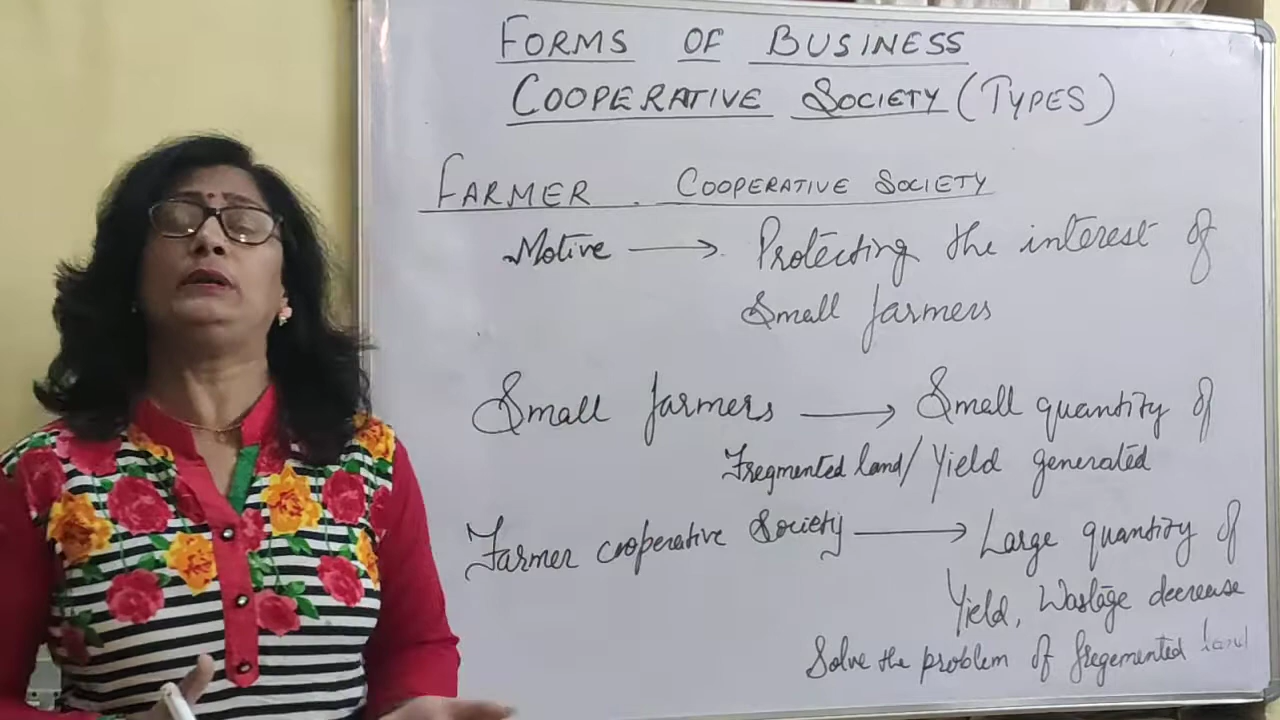 FORMS OF BUSINESS
COOPERATIVE SOCIETY (TYPES)
FARMER COOPERATIVE SOCIETY
Motive → Protecting the interest of
Small farmers
Small farmers → Small quantity of
Fregmented land/Yield generated
Farmer cooperative Society → Large quantity of
Yield, Wastage decrease
Solve the problem of fregemented land